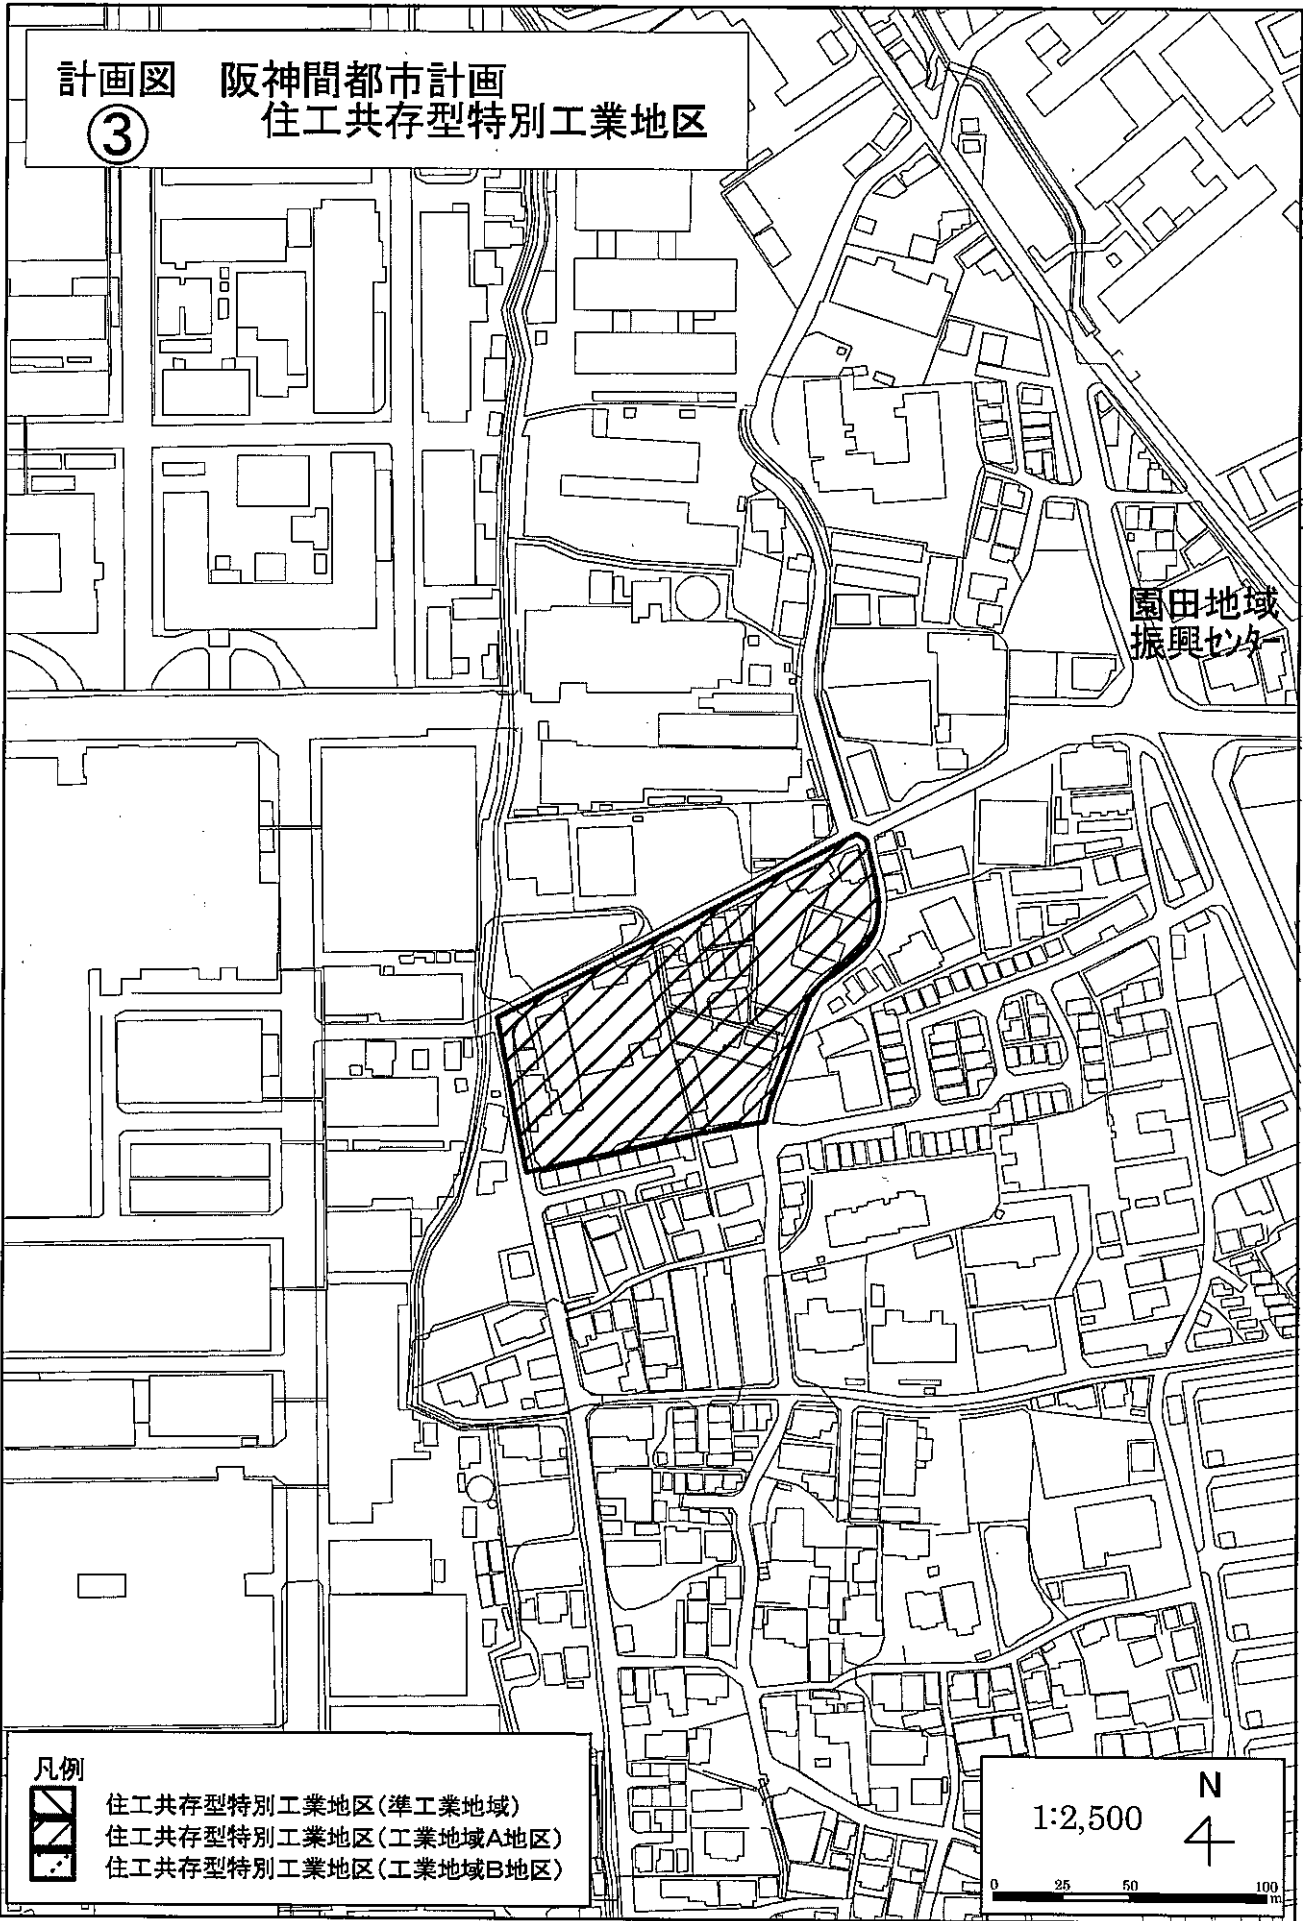 計画図　阪神間都市計画
③　住工共存型特別工業地区
園田地域
振興センター
凡例
住工共存型特別工業地区(準工業地域)
住工共存型特別工業地区(工業地域A地区)
住工共存型特別工業地区(工業地域B地区)
N
1:2,500
0 25 50 100
m